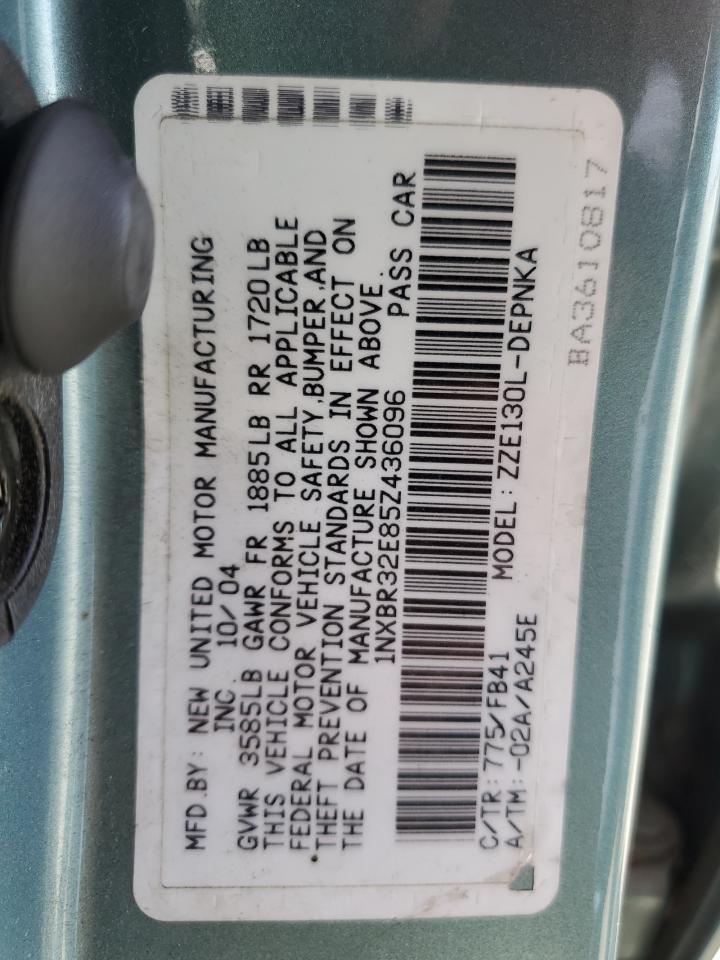 MFD.BY: NEW UNITED MOTOR MANUFACTURING
INC. 10/04
GVWR 3585LB GAWR FR 1885LB RR 1720LB
THIS VEHICLE CONFORMS TO ALL APPLICABLE
FEDERAL MOTOR VEHICLE SAFETY,BUMPER,AND
THEFT PREVENTION STANDARDS IN EFFECT ON
THE DATE OF MANUFACTURE SHOWN ABOVE.
1NXBR32E85Z436096 PASS CAR
C/TR: 775/FB41 MODEL: ZZE130L-DEPNKA
A/TM:-02A/A245E
BA3610817